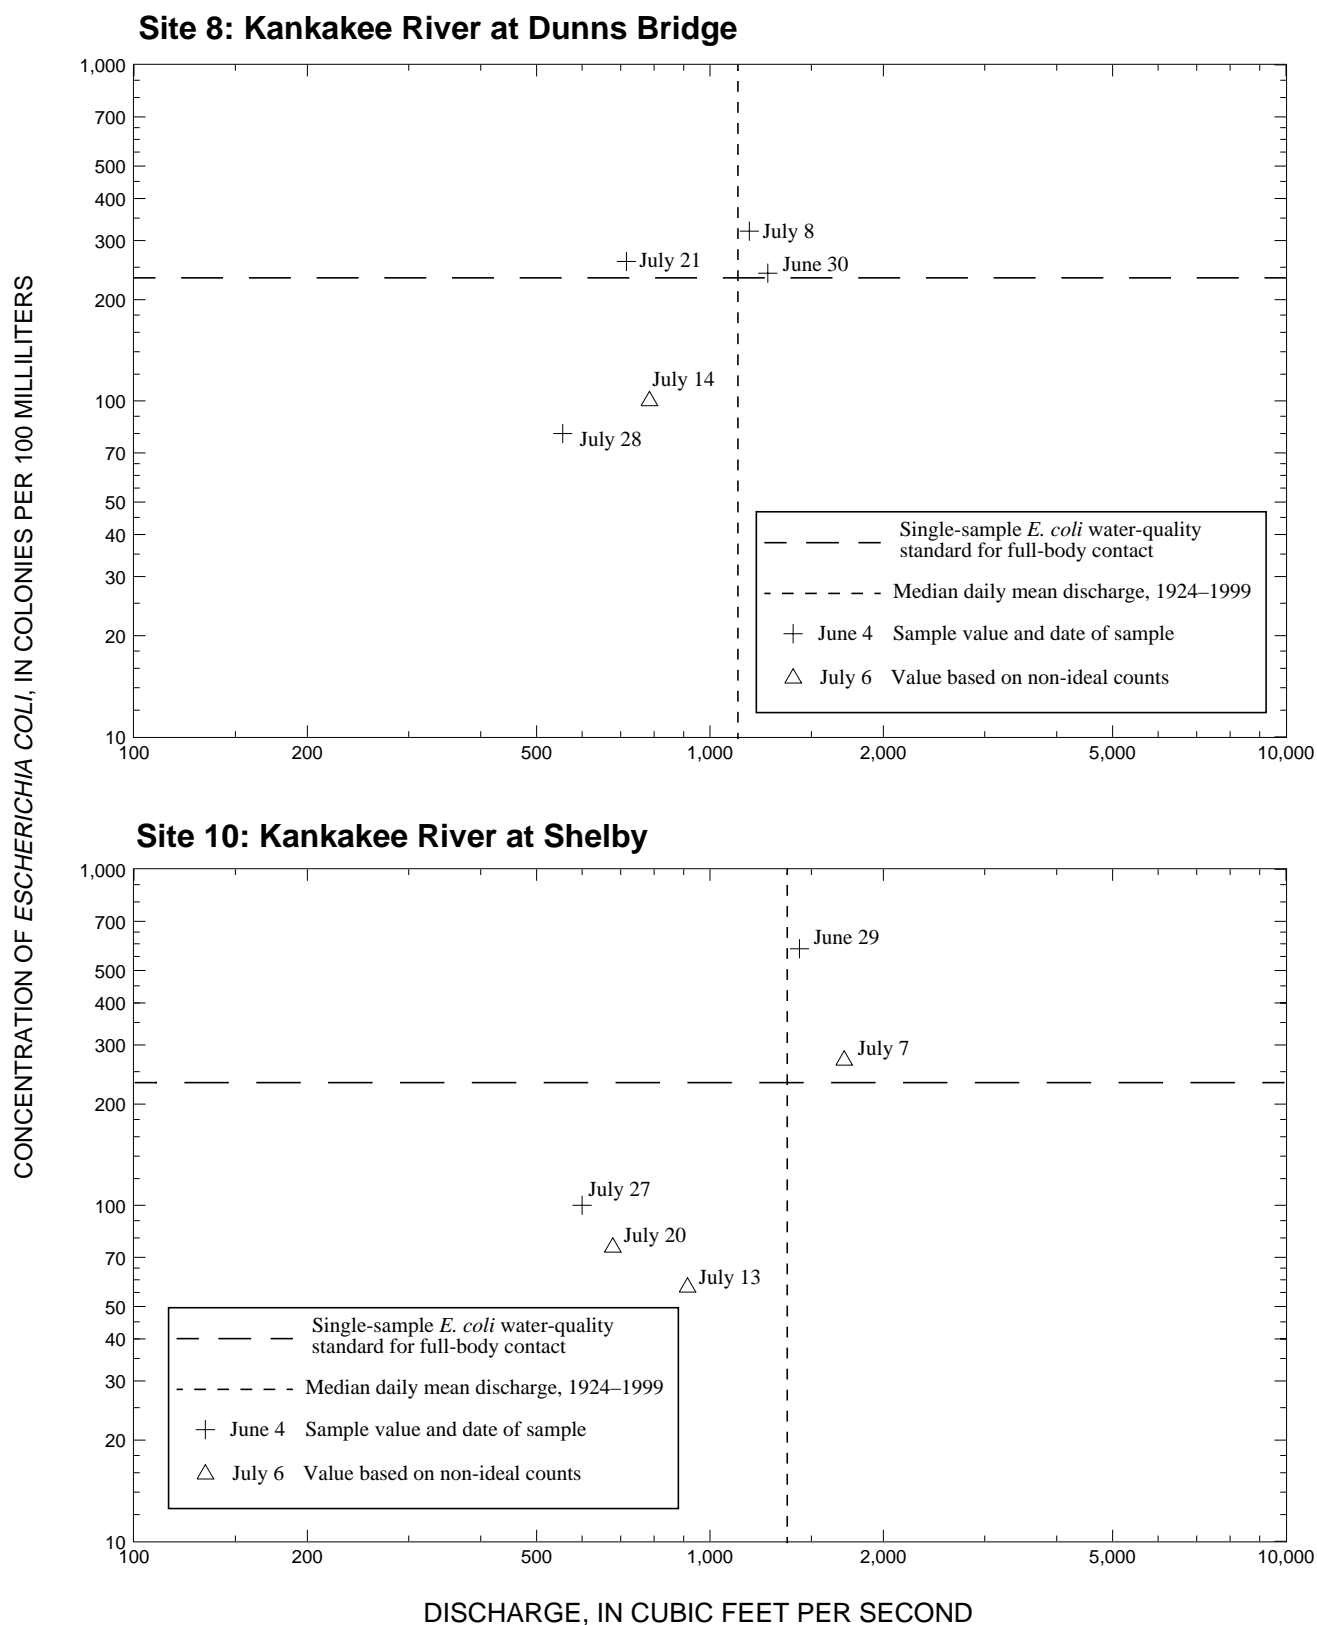 Site 8: Kankakee River at Dunns Bridge
1,000
700
500
400
300
200
100
70
50
40
30
20
10
July 8
July 21
June 30
July 14
July 28
Single-sample E. coli water-quality
standard for full-body contact
Median daily mean discharge, 1924–1999
June 4 Sample value and date of sample
July 6 Value based on non-ideal counts
100 200 500 1,000 2,000 5,000 10,000
CONCENTRATION OF ESCHERICHIA COLI, IN COLONIES PER 100 MILLILITERS
Site 10: Kankakee River at Shelby
1,000
700
500
400
300
200
100
70
50
40
30
20
10
June 29
July 7
July 27
July 20
July 13
Single-sample E. coli water-quality
standard for full-body contact
Median daily mean discharge, 1924–1999
June 4 Sample value and date of sample
July 6 Value based on non-ideal counts
100 200 500 1,000 2,000 5,000 10,000
DISCHARGE, IN CUBIC FEET PER SECOND